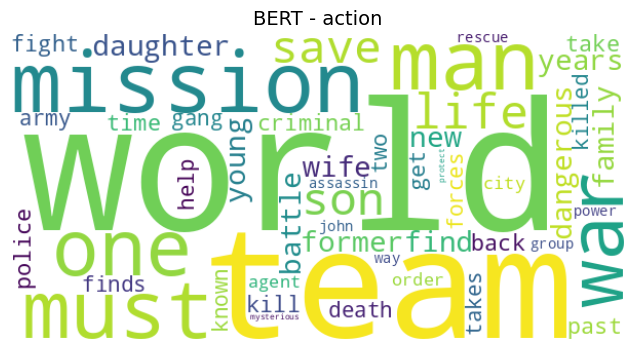 BERT - action
fight
daughter
save
man
rescue
take
years
mission
army
time
gang
criminal
life
new
killed
dangerous
family
world
help
young
wife
son
assassin
two
get
forces
protect
city
war
police
one
battle
john
former
find
back
group
power
way
must
finds
known
agent
kill
mysterious
team
death
order
takes
past